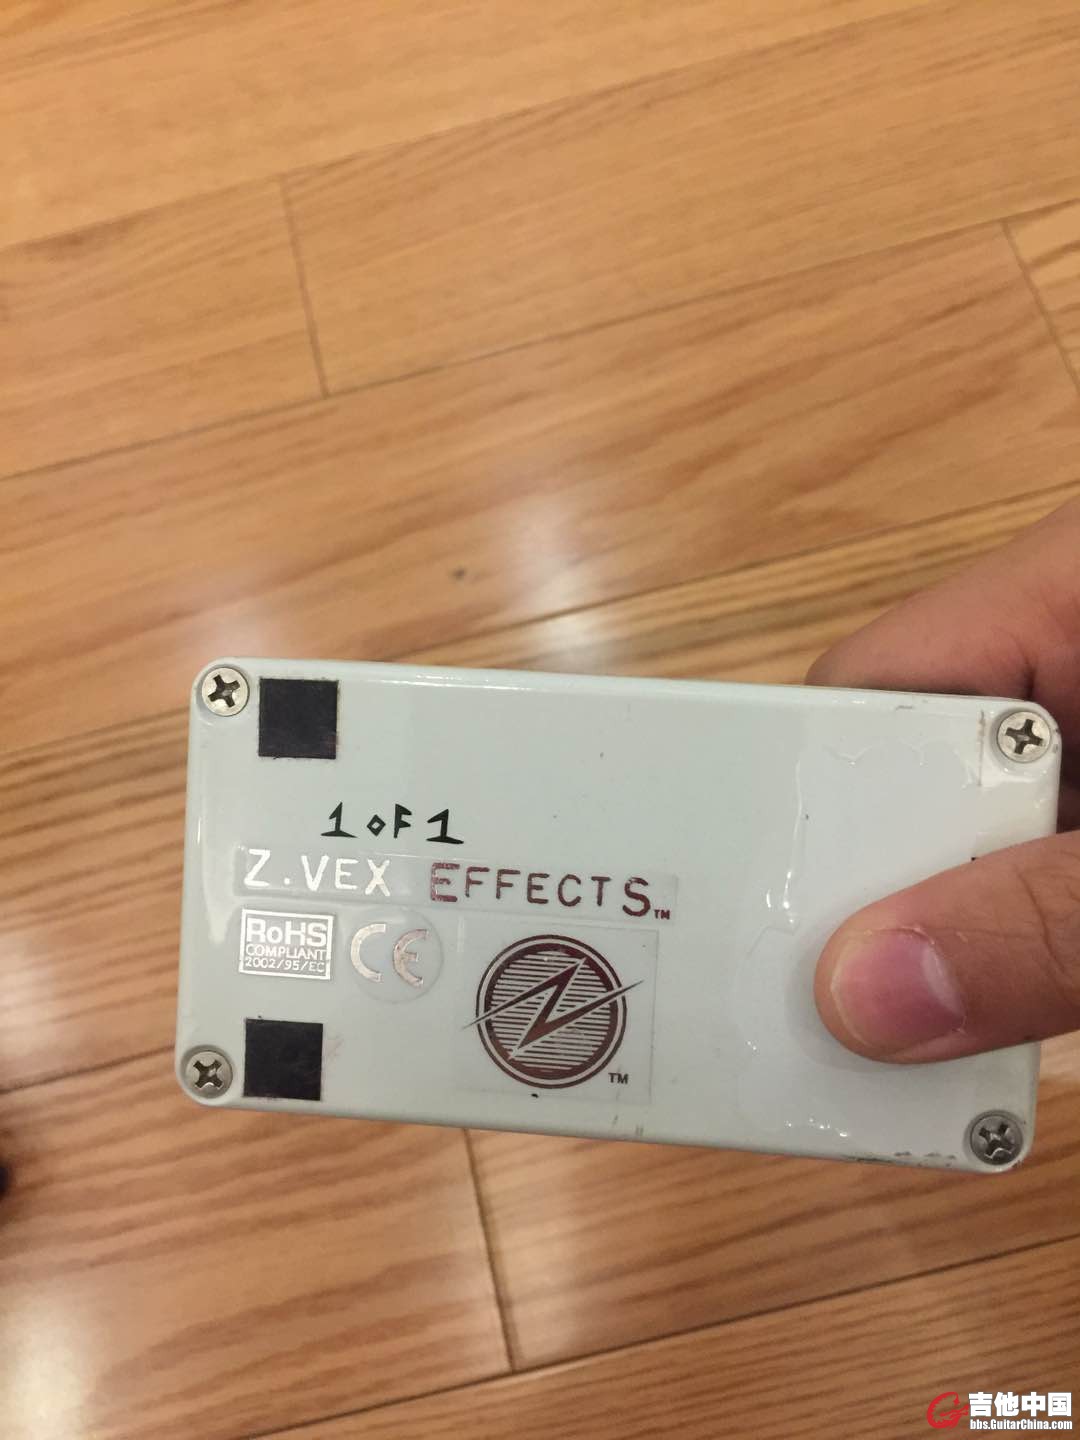 1 oF 1
Z.VEX EFFECTS™
RoHS
COMPLIANT
2002/95/EC
CE
TM
吉他中国
bbs.GuitarChina.com